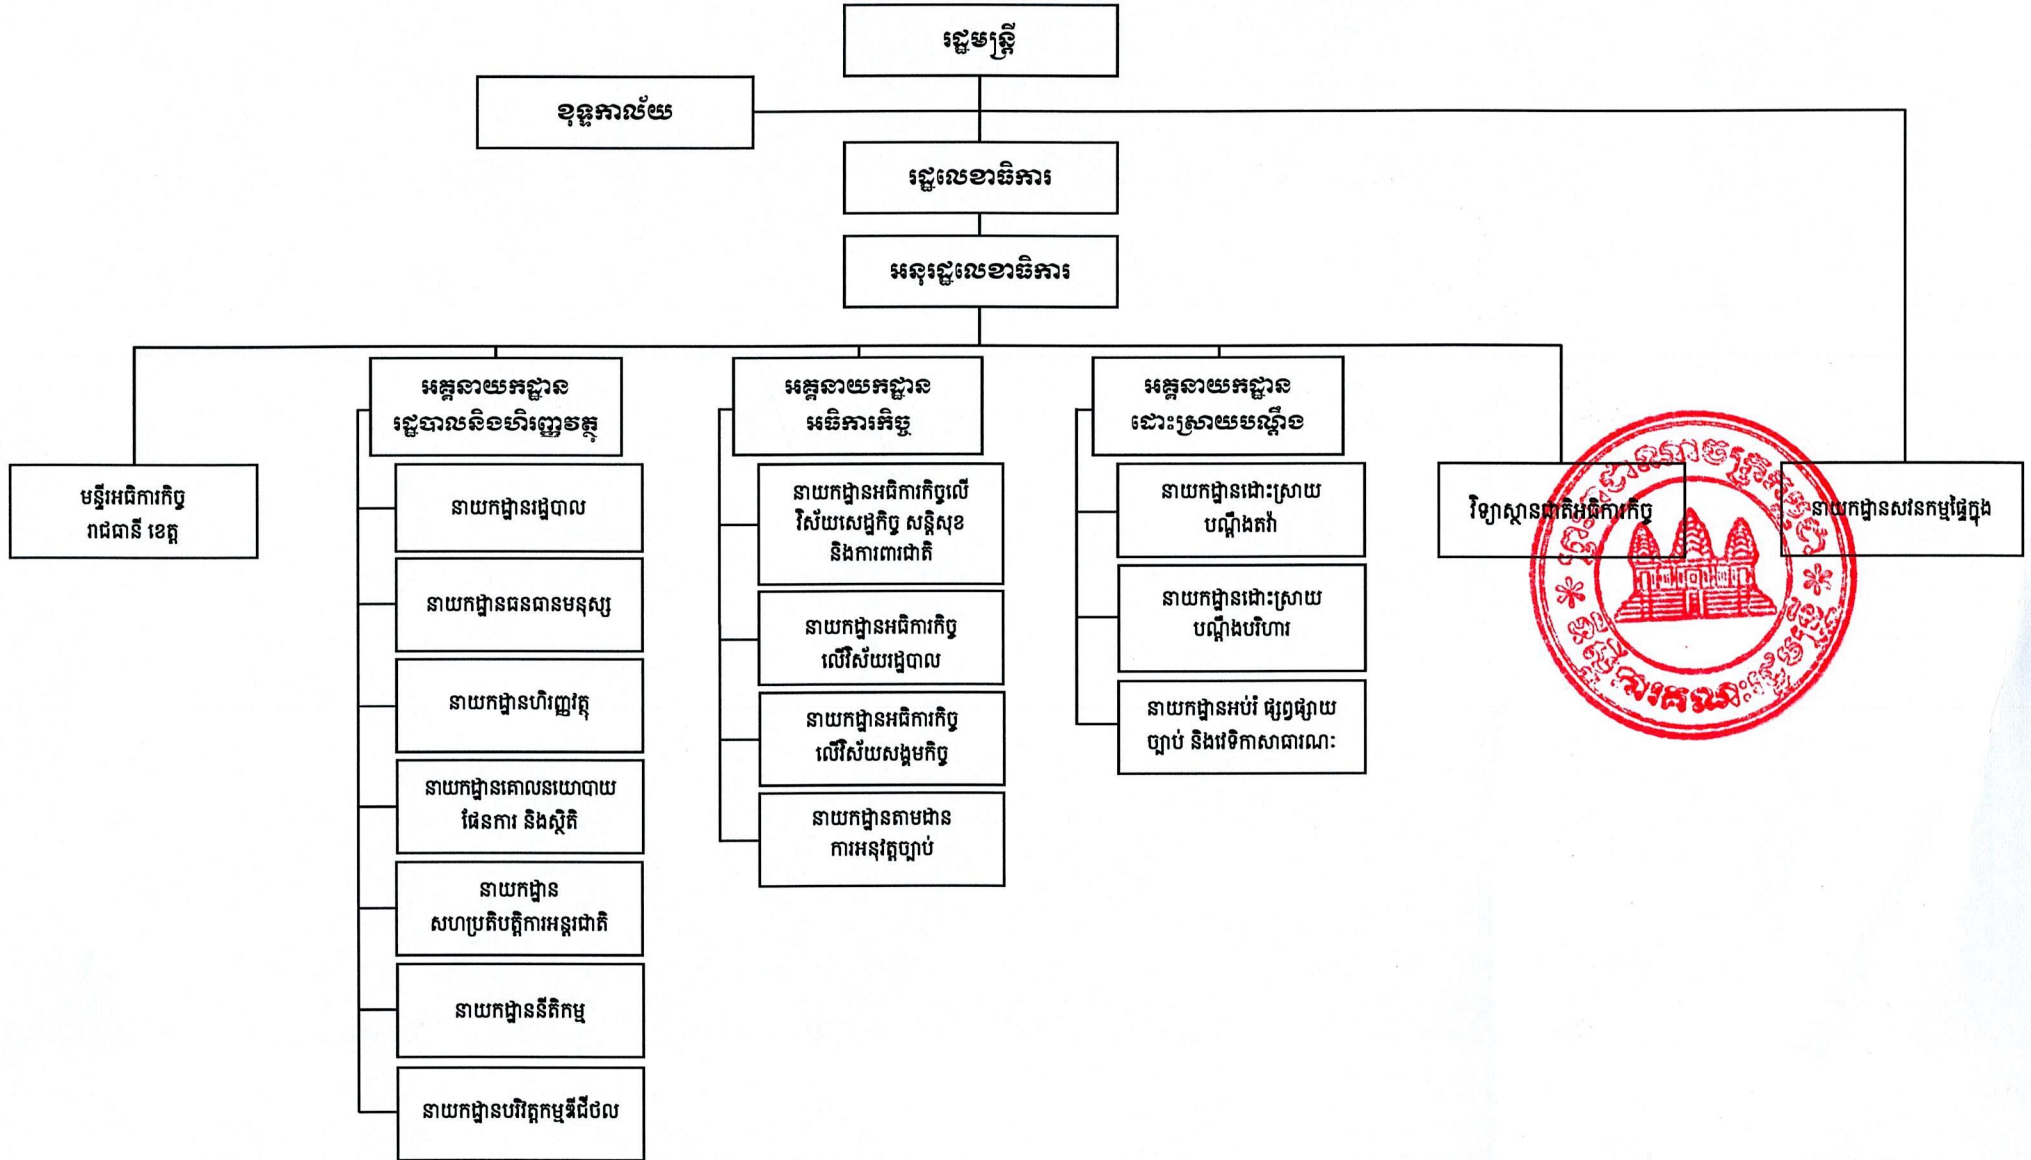 រដ្ឋមន្ត្រី
ខុទ្ទកាល័យ
រដ្ឋលេខាធិការ
អនុរដ្ឋលេខាធិការ
មន្ទីរអធិការកិច្ច
រាជធានី ខេត្ត
អគ្គនាយកដ្ឋាន
រដ្ឋបាលនិងហិរញ្ញវត្ថុ
នាយកដ្ឋានរដ្ឋបាល
នាយកដ្ឋានធនធានមនុស្ស
នាយកដ្ឋានហិរញ្ញវត្ថុ
នាយកដ្ឋានគោលនយោបាយ
ផែនការ និងស្ថិតិ
នាយកដ្ឋាន
សហប្រតិបត្តិការអន្តរជាតិ
នាយកដ្ឋាននីតិកម្ម
នាយកដ្ឋានបរិវត្តកម្មឌីជីថល
អគ្គនាយកដ្ឋាន
អធិការកិច្ច
នាយកដ្ឋានអធិការកិច្ចលើ
វិស័យសេដ្ឋកិច្ច សន្តិសុខ
និងការពារជាតិ
នាយកដ្ឋានអធិការកិច្ច
លើវិស័យរដ្ឋបាល
នាយកដ្ឋានអធិការកិច្ច
លើវិស័យសង្គមកិច្ច
នាយកដ្ឋានតាមដាន
ការអនុវត្តច្បាប់
អគ្គនាយកដ្ឋាន
ដោះស្រាយបណ្តឹង
នាយកដ្ឋានដោះស្រាយ
បណ្តឹងតវ៉ា
នាយកដ្ឋានដោះស្រាយ
បណ្តឹងបរិហារ
នាយកដ្ឋានអប់រំ ផ្សព្វផ្សាយ
ច្បាប់ និងវេទិកាសាធារណៈ
វិទ្យាស្ថានជាតិអធិការកិច្ច
នាយកដ្ឋានសវនកម្មផ្ទៃក្នុង